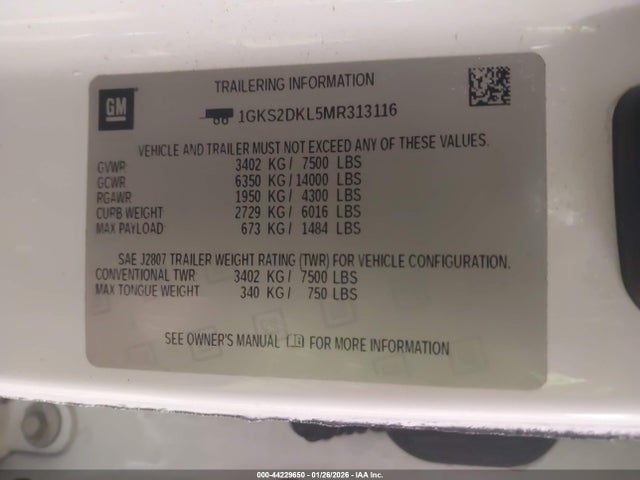 GM
TRAILERING INFORMATION
1GKS2DKL5MR313116
VEHICLE AND TRAILER MUST NOT EXCEED ANY OF THESE VALUES.
GVWR 3402 KG / 7500 LBS
GCWR 6350 KG / 14000 LBS
RGAWR 1950 KG / 4300 LBS
CURB WEIGHT 2729 KG / 6016 LBS
MAX PAYLOAD 673 KG / 1484 LBS
SAE J2807 TRAILER WEIGHT RATING (TWR) FOR VEHICLE CONFIGURATION.
CONVENTIONAL TWR 3402 KG / 7500 LBS
MAX TONGUE WEIGHT 340 KG / 750 LBS
SEE OWNER'S MANUAL FOR MORE INFORMATION
000-44229650 | 01/26/2026 | IAA Inc.